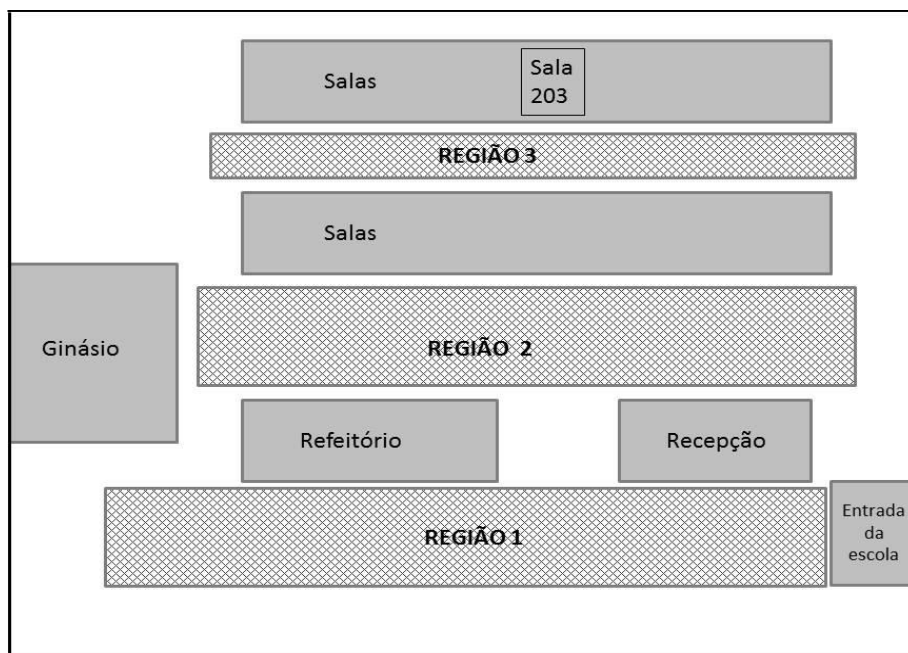 Salas
Sala
203
REGIÃO 3
Salas
Ginásio
REGIÃO 2
Refeitório
Recepção
Entrada
da
escola
REGIÃO 1